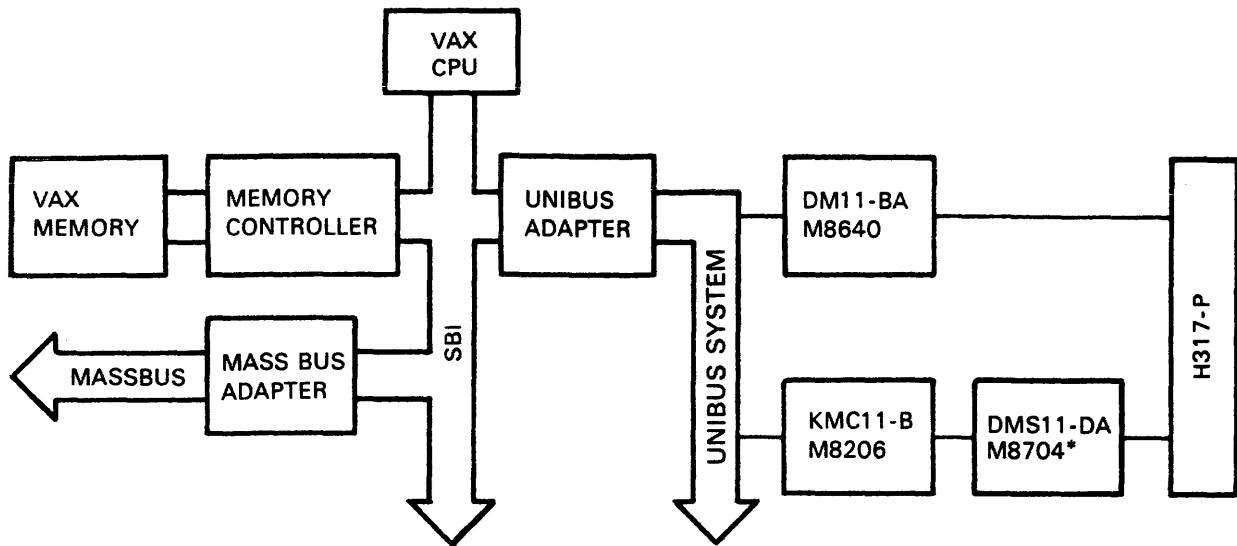 VAX
CPU
VAX
MEMORY
MEMORY
CONTROLLER
UNIBUS
ADAPTER
DM11-BA
M8640
H317-P
MASSBUS
MASS BUS
ADAPTER
SBI
UNIBUS SYSTEM
KMC11-B
M8206
DMS11-DA
M8704*